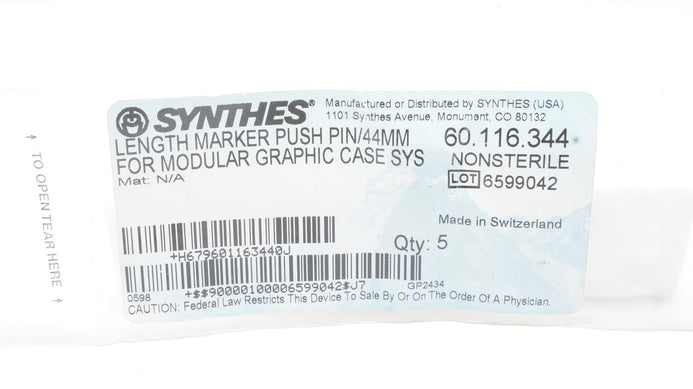 SYNTHES®
Manufactured or Distributed by SYNTHES (USA)
1101 Synthes Avenue, Monument, CO 80132
LENGTH MARKER PUSH PIN/44MM
60.116.344
FOR MODULAR GRAPHIC CASE SYS
NONSTERILE
Mat: N/A
LOT 6599042
Made in Switzerland
Qty: 5
+H679601163440J
0598
+$$90000100006599042$J7
GP2434
CAUTION: Federal Law Restricts This Device To Sale By Or On The Order Of A Physician.
TO OPEN TEAR HERE